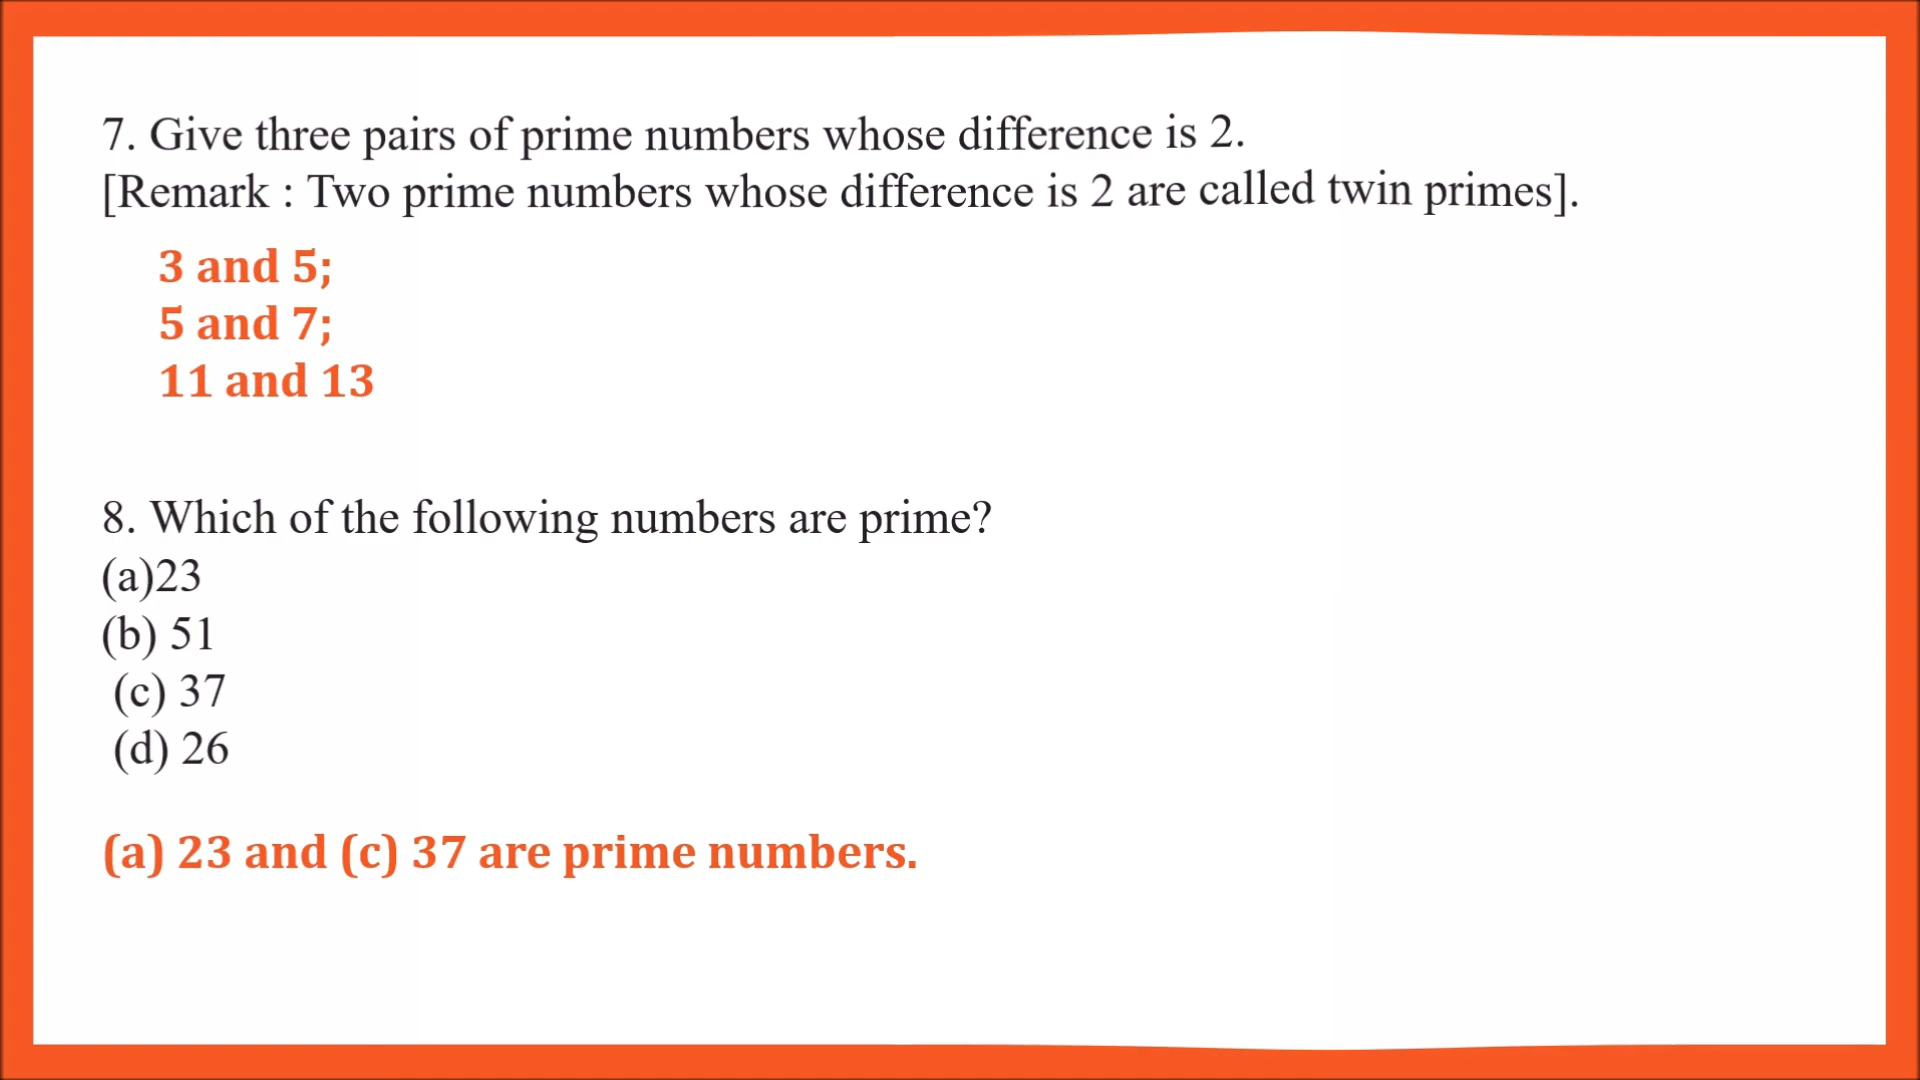 7. Give three pairs of prime numbers whose difference is 2.
[Remark : Two prime numbers whose difference is 2 are called twin primes].
3 and 5;
5 and 7;
11 and 13
8. Which of the following numbers are prime?
(a)23
(b) 51
(c) 37
(d) 26
(a) 23 and (c) 37 are prime numbers.